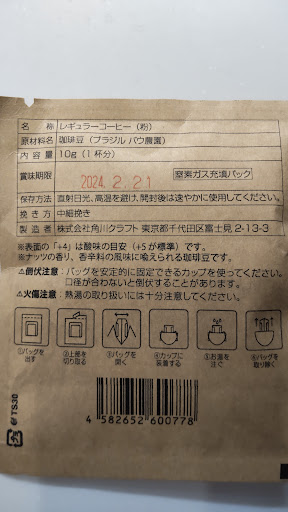 名 称 レギュラーコーヒー（粉）
原材料名 珈琲豆（ブラジル バウ農園）
内 容 量 10g（1杯分）
賞味期限 2024. 2. 21 窒素ガス充填パック
保存方法 直射日光、高温を避け、開封後は速やかに使用してください。
挽 き 方 中細挽き
製 造 者 株式会社角川クラフト 東京都千代田区富士見 2-13-3
※表面の「+4」は酸味の目安（+5が標準）です。
※ナッツの香り、香辛料の風味に喩えられる珈琲豆です。
⚠倒伏注意：バッグを安定的に固定できるカップを使ってください。
口径が合わないと倒伏することがあります。
⚠火傷注意：熱湯の取り扱いには十分注意してください。
①バッグを出す
②上部を切り取る
③バッグを開く
④カップに装着する
⑤お湯を注ぐ
⑥バッグを取り除く
4 582652 600778
TS30